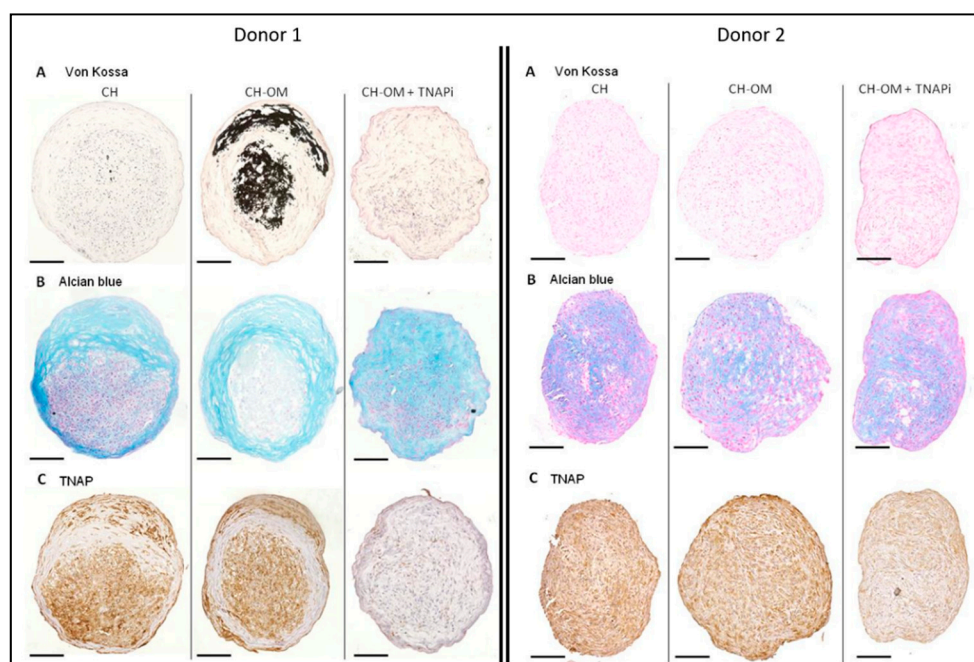 Donor 1
A Von Kossa
CH
CH-OM
CH-OM + TNAPi
B Alcian blue
C TNAP
Donor 2
A Von Kossa
CH
CH-OM
CH-OM + TNAPi
B Alcian blue
C TNAP